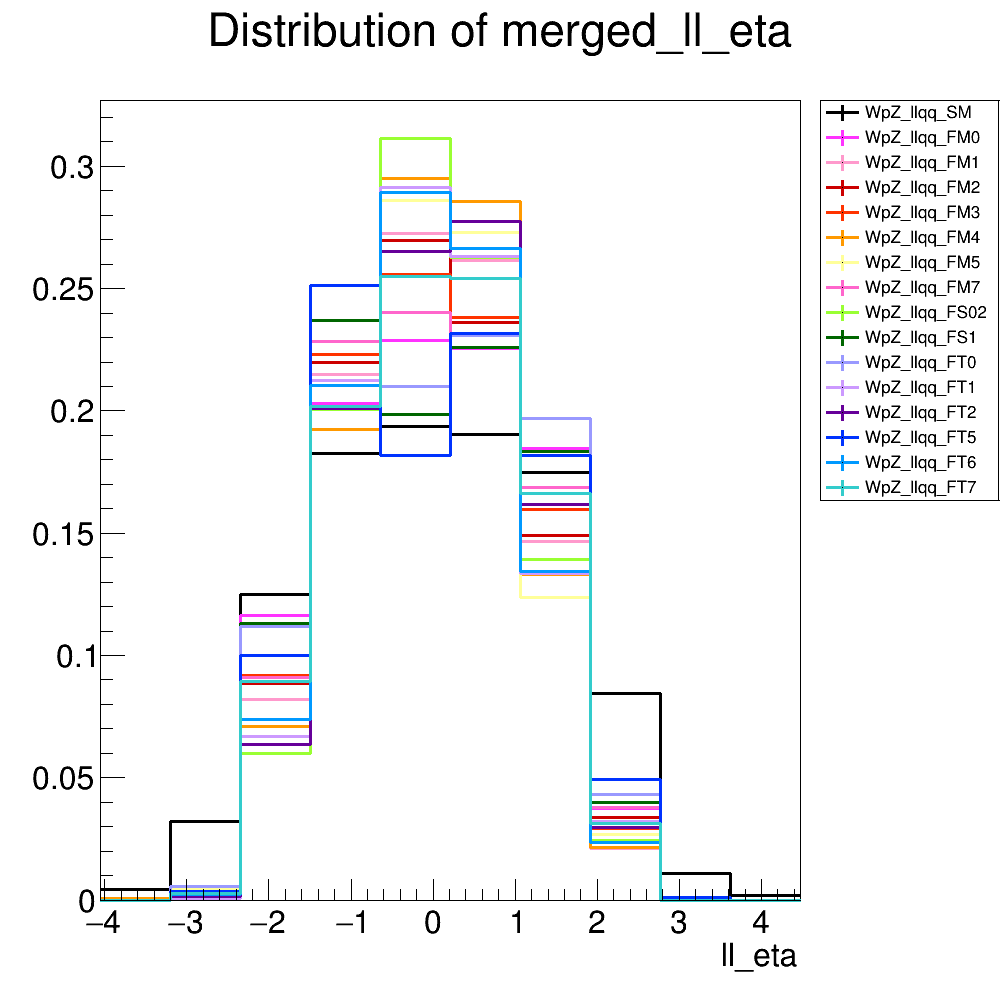 Distribution of merged_ll_eta
0.3
0.25
0.2
0.15
0.1
0.05
0
−4 −3 −2 −1 0 1 2 3 4
ll_eta
WpZ_llqq_SM
WpZ_llqq_FM0
WpZ_llqq_FM1
WpZ_llqq_FM2
WpZ_llqq_FM3
WpZ_llqq_FM4
WpZ_llqq_FM5
WpZ_llqq_FM7
WpZ_llqq_FS02
WpZ_llqq_FS1
WpZ_llqq_FT0
WpZ_llqq_FT1
WpZ_llqq_FT2
WpZ_llqq_FT5
WpZ_llqq_FT6
WpZ_llqq_FT7